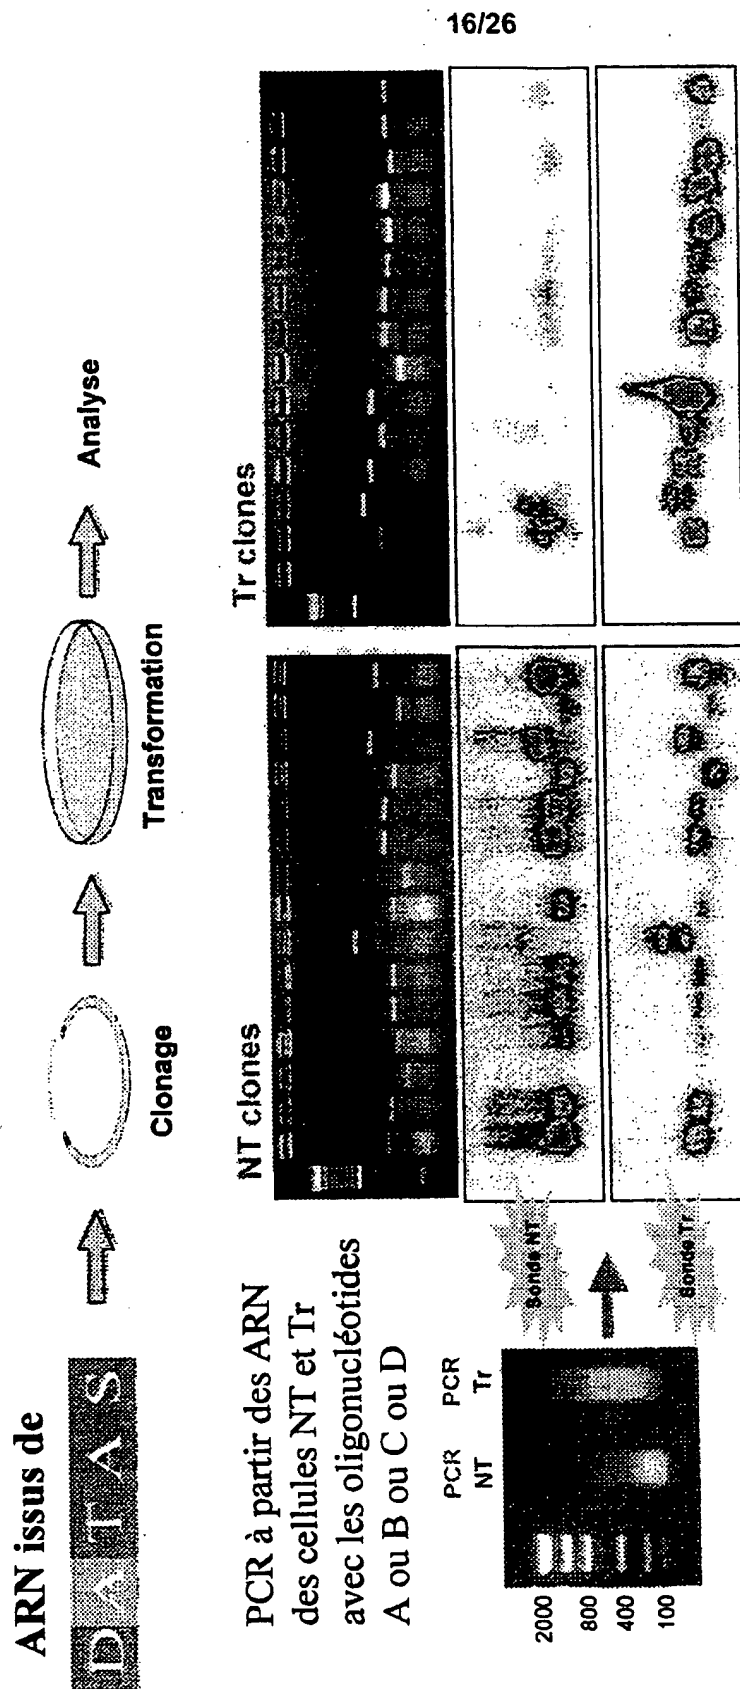 16/26
ARN issus de
DATAS
Clonage
Transformation
Analyse
PCR à partir des ARN
des cellules NT et Tr
avec les oligonucléotides
A ou B ou C ou D
NT clones
Tr clones
PCR
NT
PCR
Tr
2000
800
400
100
Sonde NT
Sonde Tr